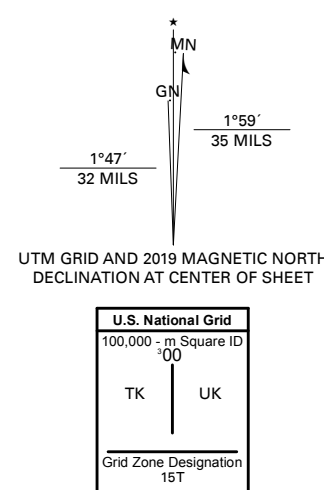 ★
MN
GN
1°59´
35 MILS
1°47´
32 MILS
UTM GRID AND 2019 MAGNETIC NORTH
DECLINATION AT CENTER OF SHEET
U.S. National Grid
100,000 - m Square ID
³00
TK UK
Grid Zone Designation
15T